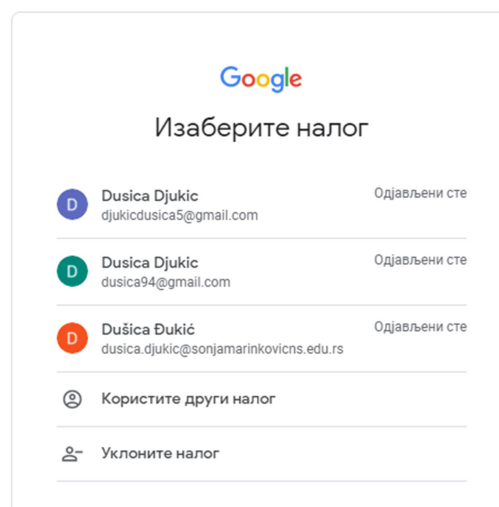 Google
Изаберите налог
D
Dusica Djukic
Одјављени сте
djukicdusica5@gmail.com
D
Dusica Djukic
Одјављени сте
dusica94@gmail.com
D
Dušica Đukić
Одјављени сте
dusica.djukic@sonjamarinkovicns.edu.rs
Користите други налог
Уклоните налог